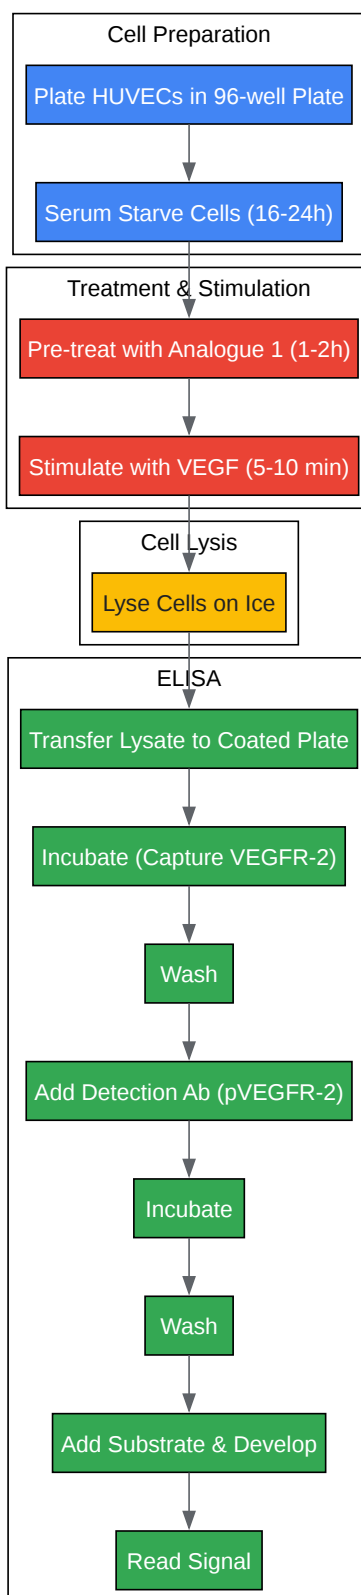 Cell Preparation
Plate HUVECs in 96-well Plate
Serum Starve Cells (16-24h)
Treatment & Stimulation
Pre-treat with Analogue 1 (1-2h)
Stimulate with VEGF (5-10 min)
Cell Lysis
Lyse Cells on Ice
ELISA
Transfer Lysate to Coated Plate
Incubate (Capture VEGFR-2)
Wash
Add Detection Ab (pVEGFR-2)
Incubate
Wash
Add Substrate & Develop
Read Signal